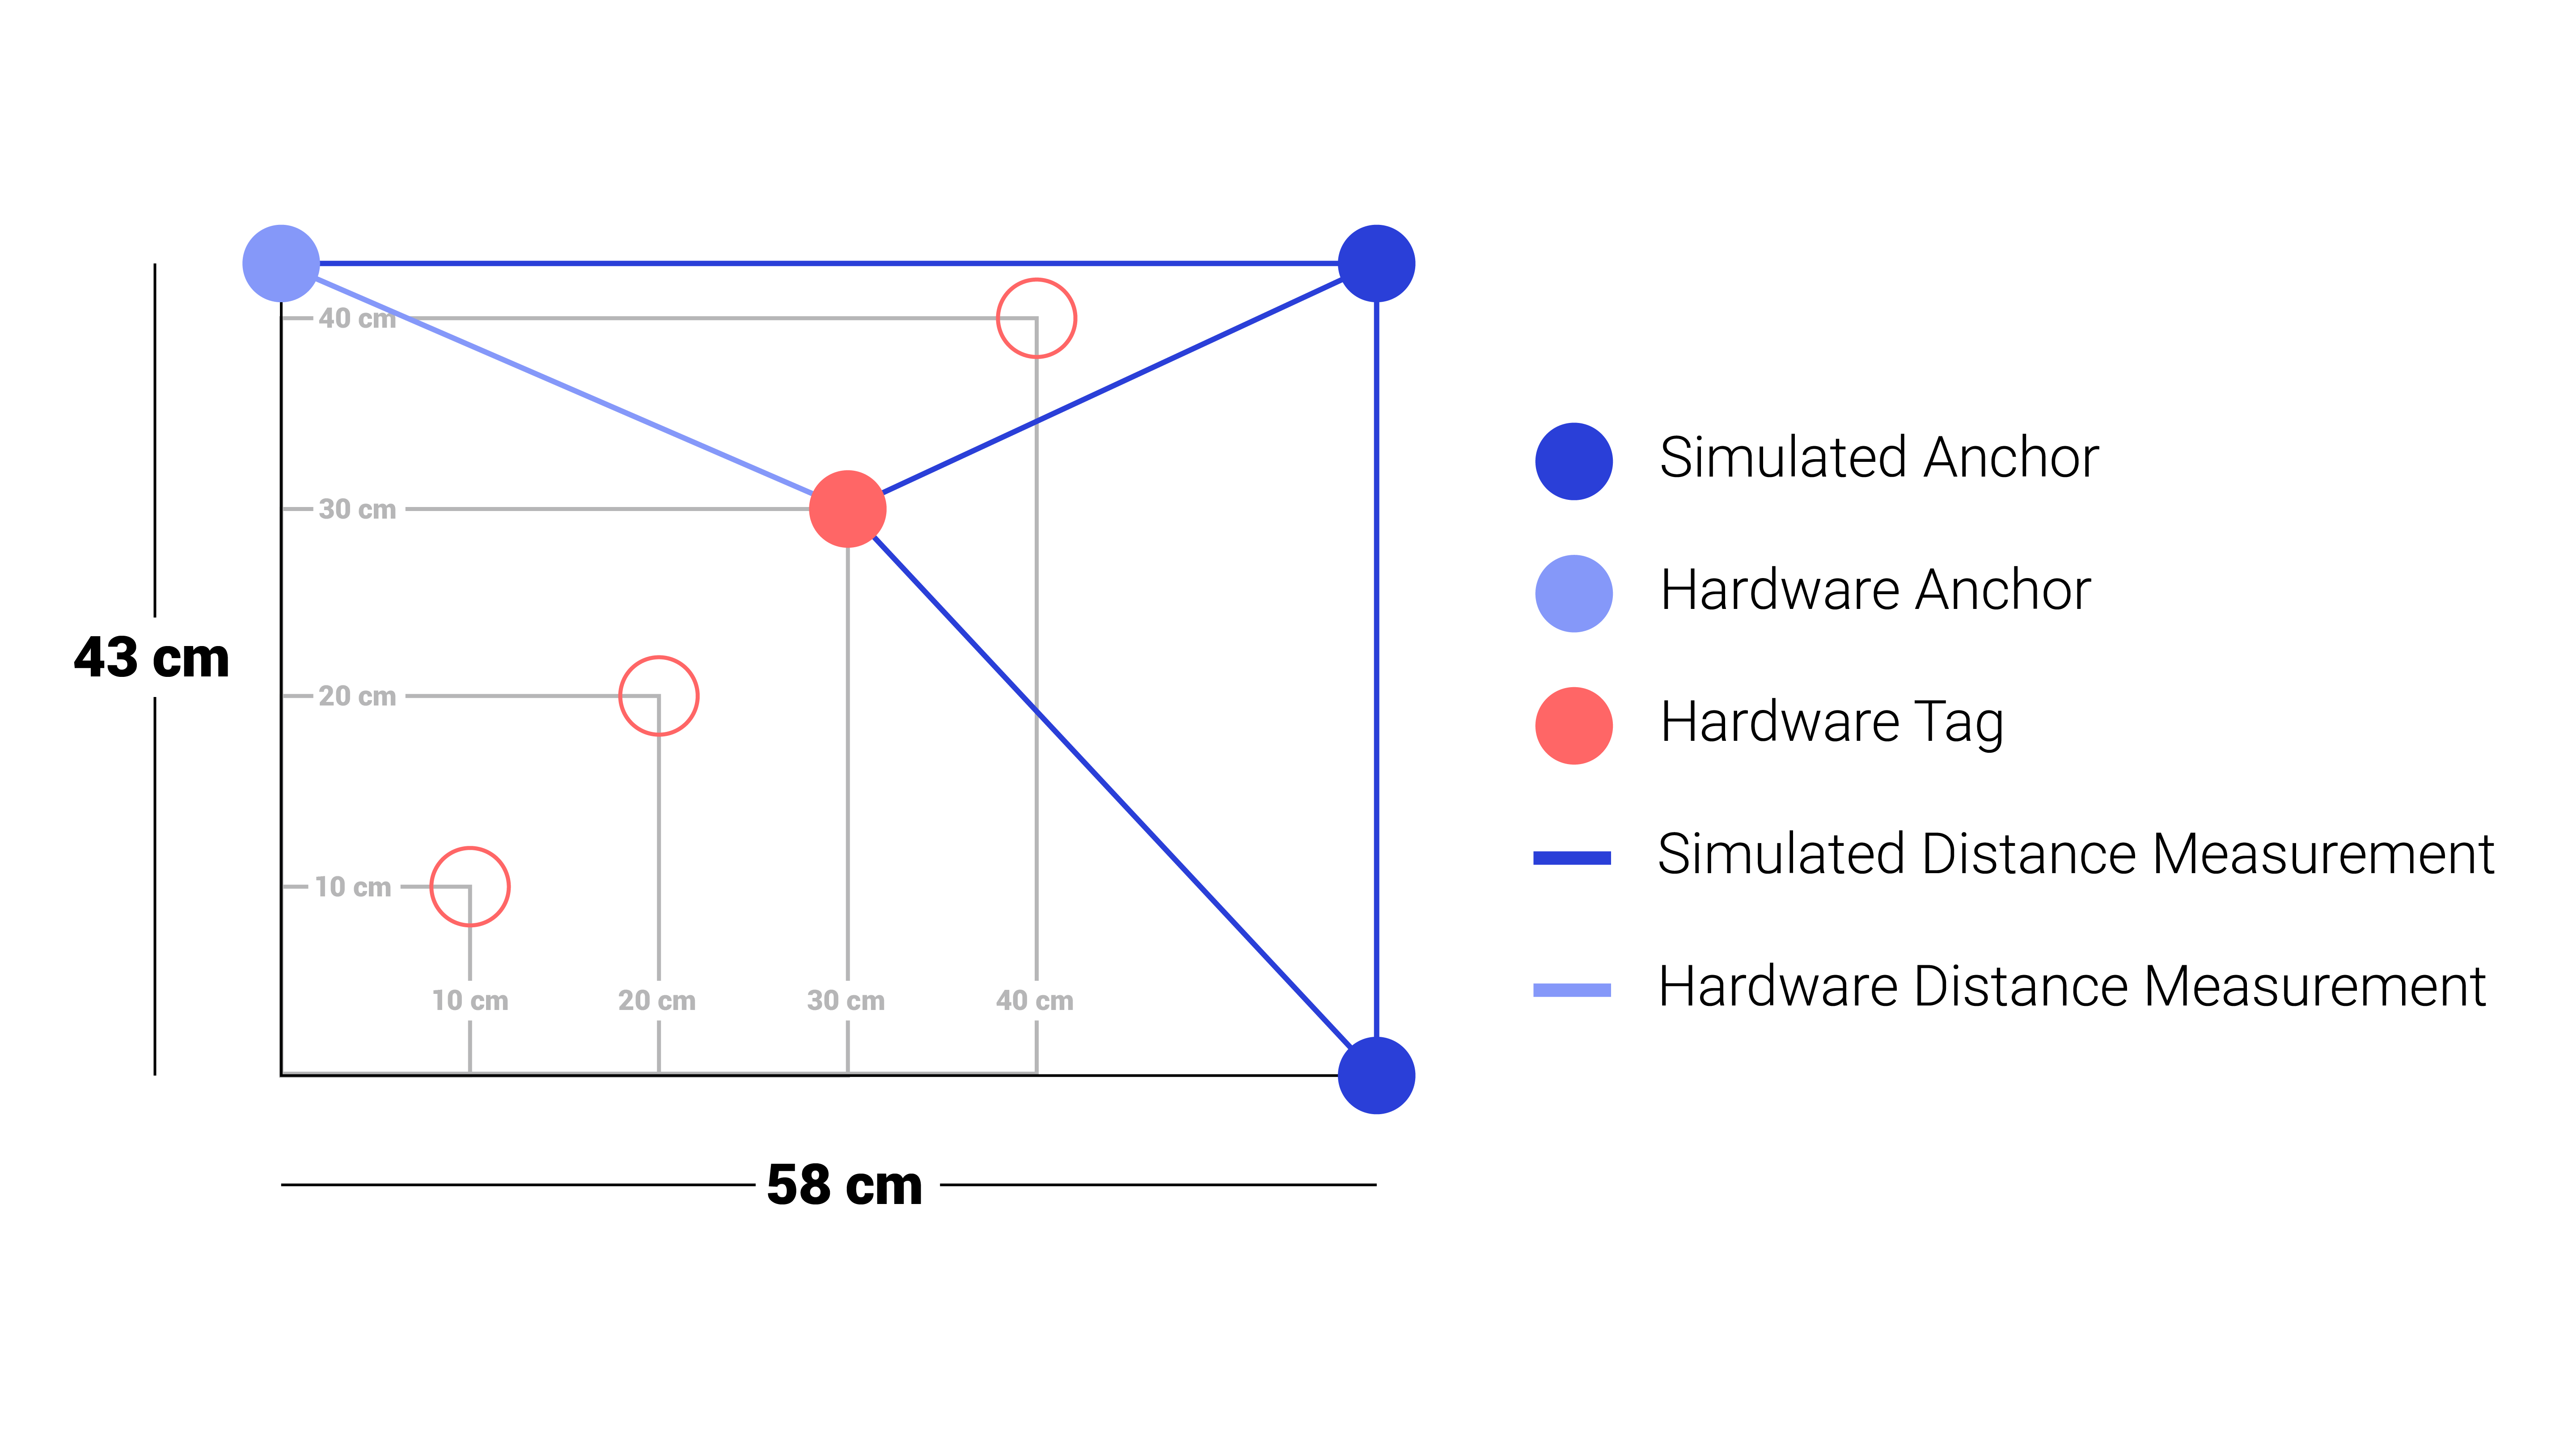 40 cm
30 cm
43 cm
20 cm
10 cm
10 cm
20 cm
30 cm
40 cm
58 cm
Simulated Anchor
Hardware Anchor
Hardware Tag
Simulated Distance Measurement
Hardware Distance Measurement